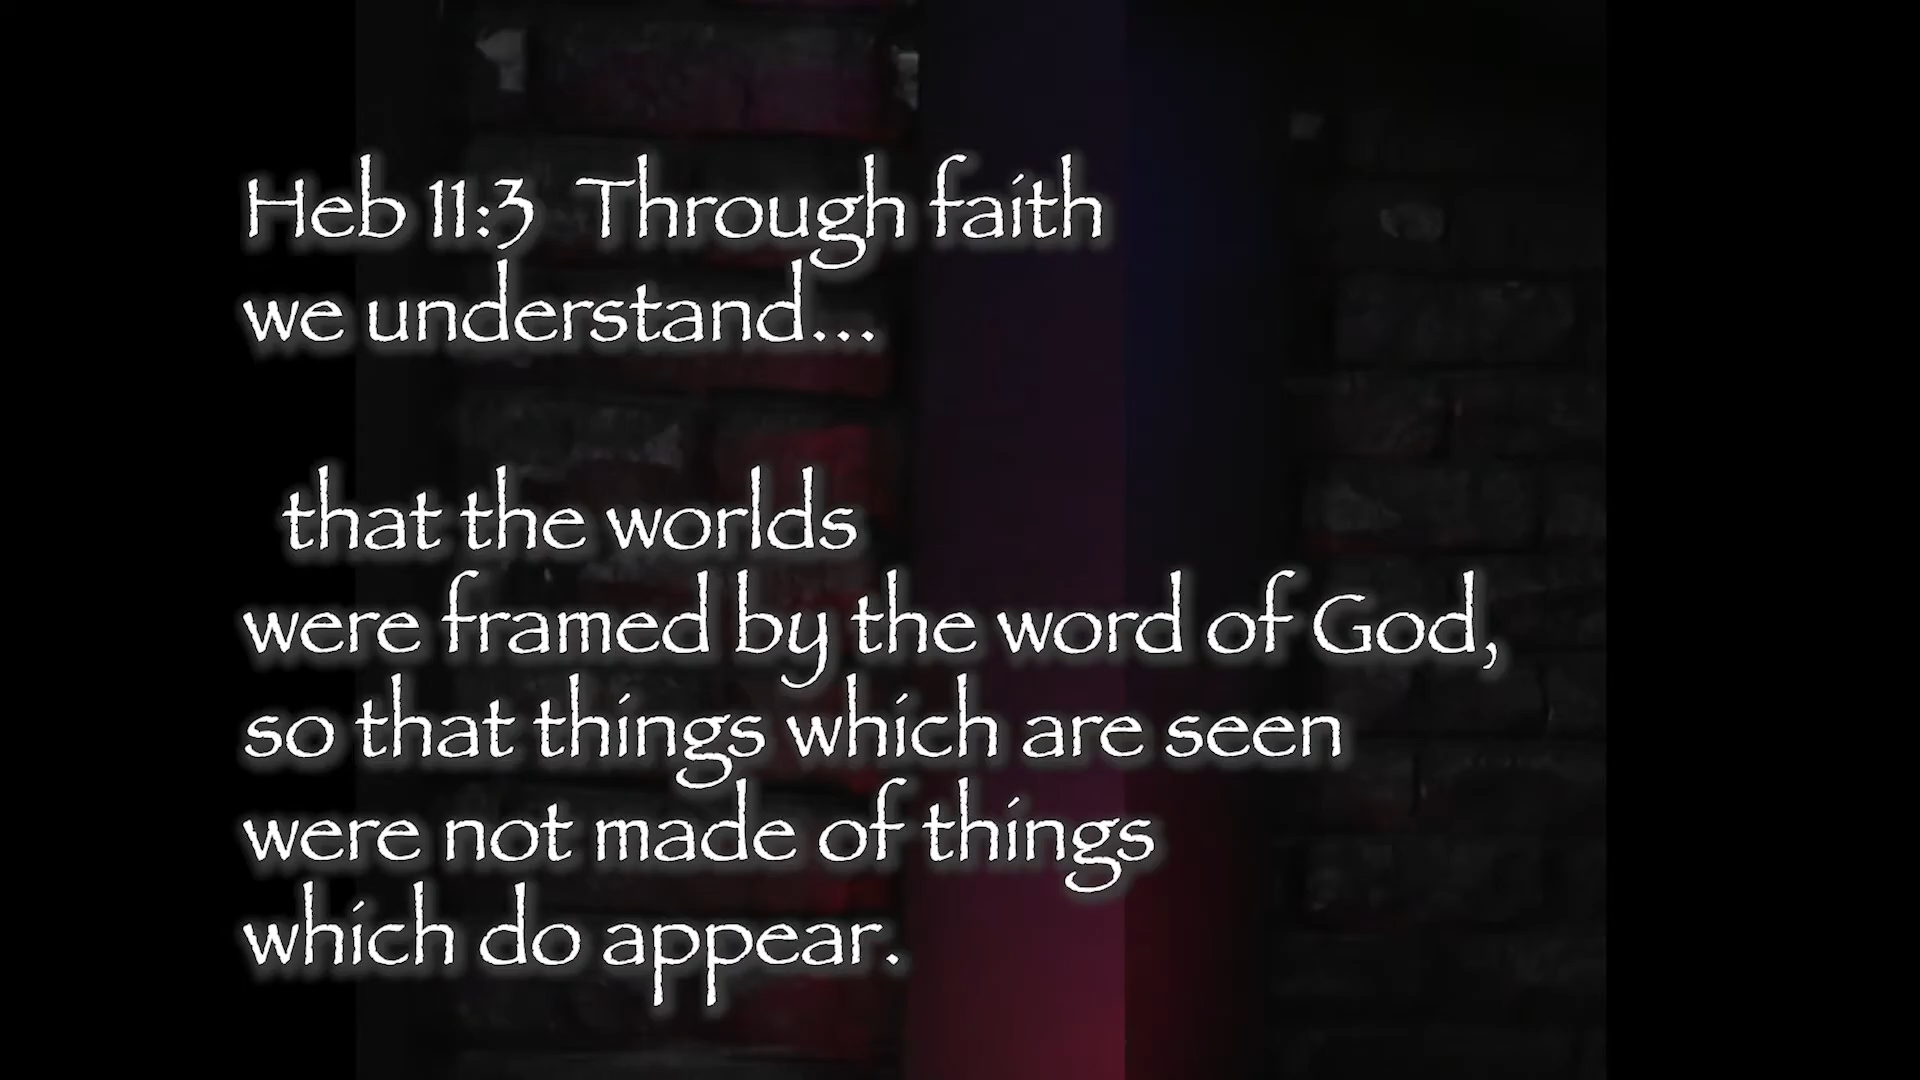 Heb 11:3 Through faith
we understand...
that the worlds
were framed by the word of God,
so that things which are seen
were not made of things
which do appear.